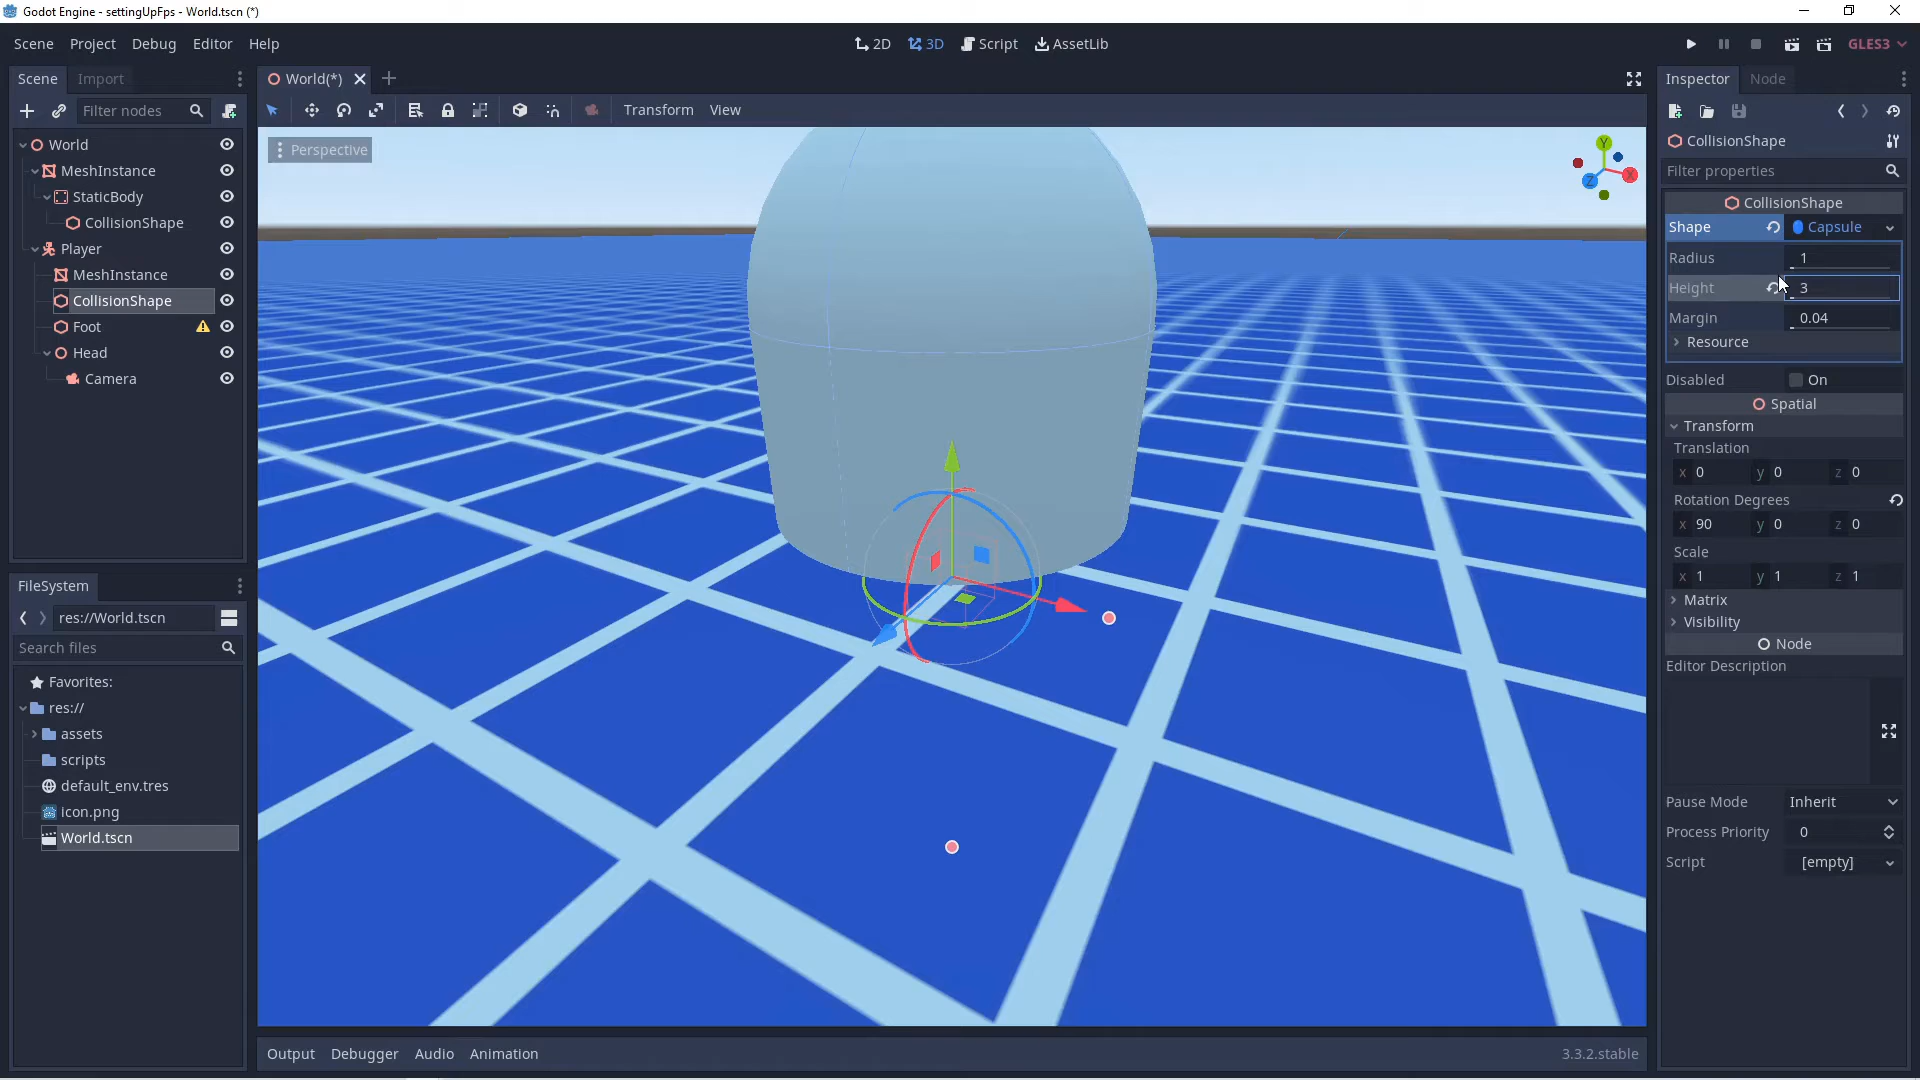 Godot Engine - settingUpFps - World.tscn (*)
Scene Project Debug Editor Help
2D 3D Script AssetLib
GLES3
Scene Import
Filter nodes
World
MeshInstance
StaticBody
CollisionShape
Player
MeshInstance
CollisionShape
Foot
Head
Camera
FileSystem
res://World.tscn
Search files
Favorites:
res://
assets
scripts
default_env.tres
icon.png
World.tscn
World(*)
Transform View
Perspective
Y
X
Z
Output Debugger Audio Animation
3.3.2.stable
Inspector Node
CollisionShape
Filter properties
CollisionShape
Shape Capsule
Radius 1
Height 3
Margin 0.04
Resource
Disabled On
Spatial
Transform
Translation
x 0 y 0 z 0
Rotation Degrees
x 90 y 0 z 0
Scale
x 1 y 1 z 1
Matrix
Visibility
Node
Editor Description
Pause Mode Inherit
Process Priority 0
Script [empty]